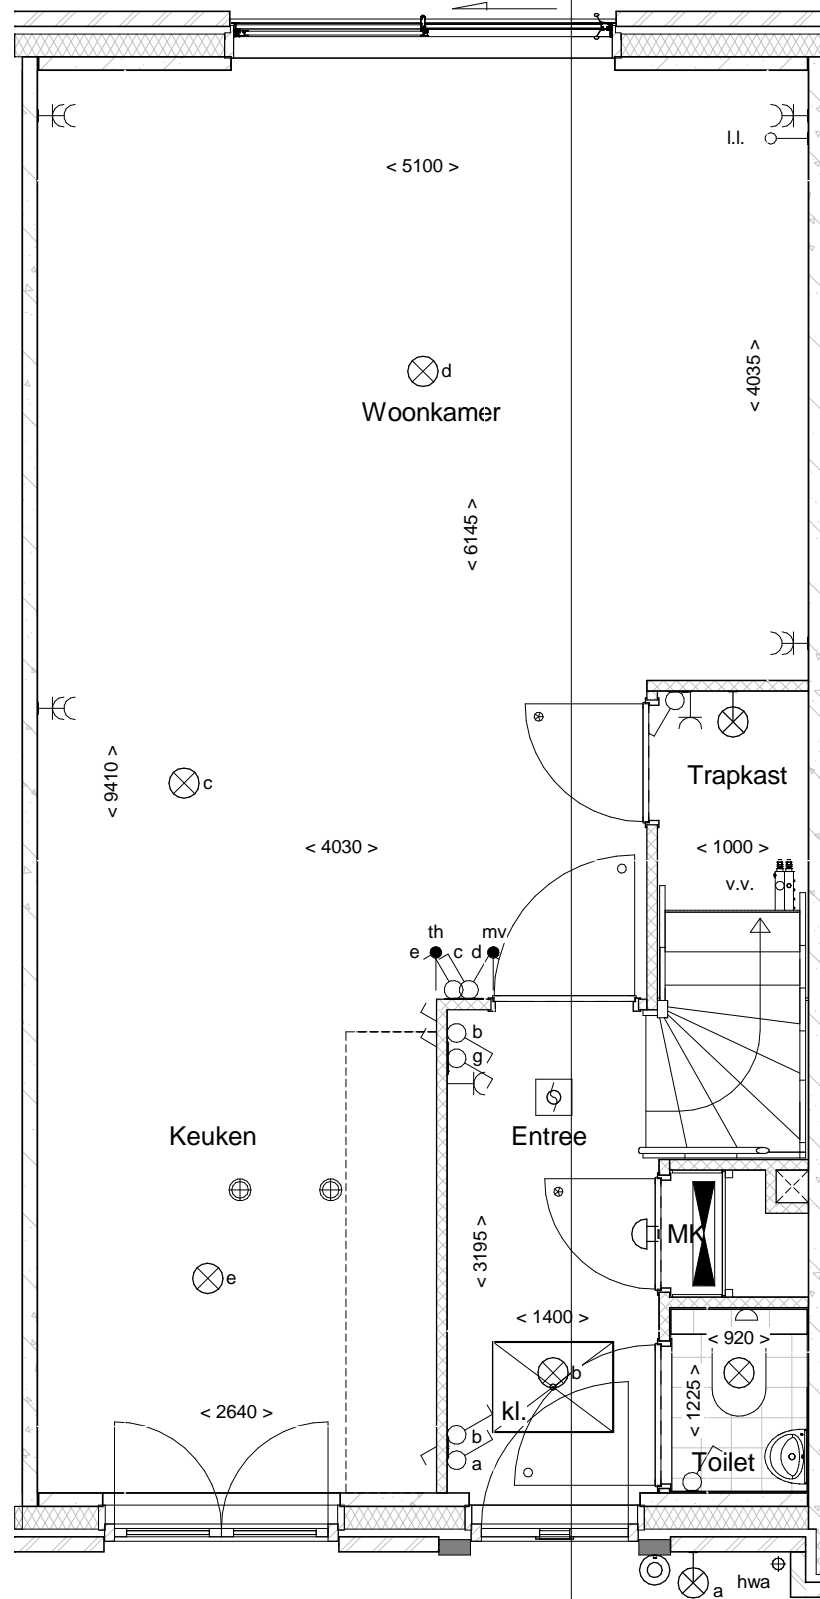 l.l.
< 5100 >
< 4035 >
d
Woonkamer
< 6145 >
< 9410 >
c
Trapkast
< 4030 >
< 1000 >
v.v.
th
mv
e
c
d
b
g
Keuken
Entree
< 3195 >
MK
e
< 1400 >
< 920 >
b
< 1225 >
< 2640 >
kl.
b
a
Toilet
a
hwa